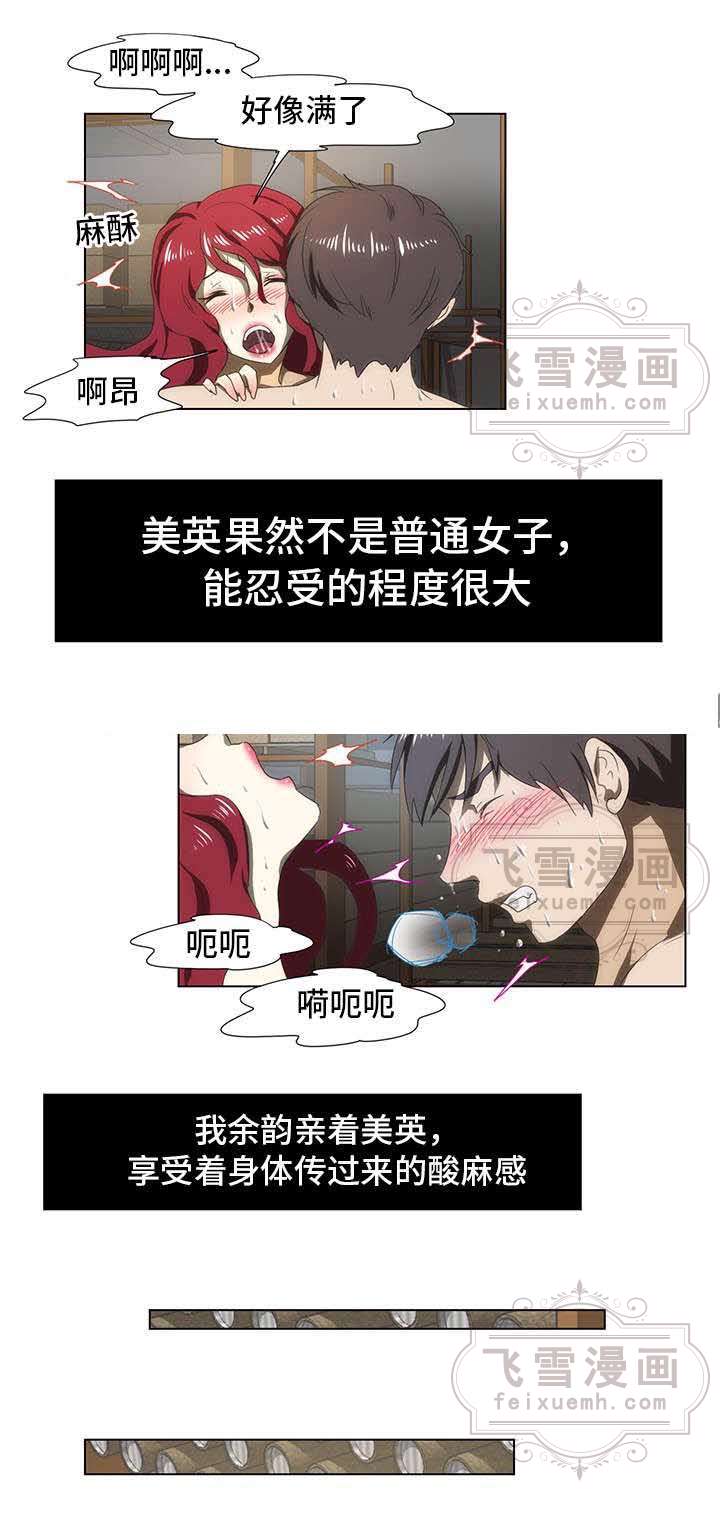 啊啊啊...
好像满了
麻酥
啊昂
飞雪漫画
feixuemh.com
美英果然不是普通女子，
能忍受的程度很大
飞雪漫画
feixuemh.com
呃呃
嗬呃呃
我余韵亲着美英，
享受着身体传过来的酸麻感
飞雪漫画
feixuemh.com